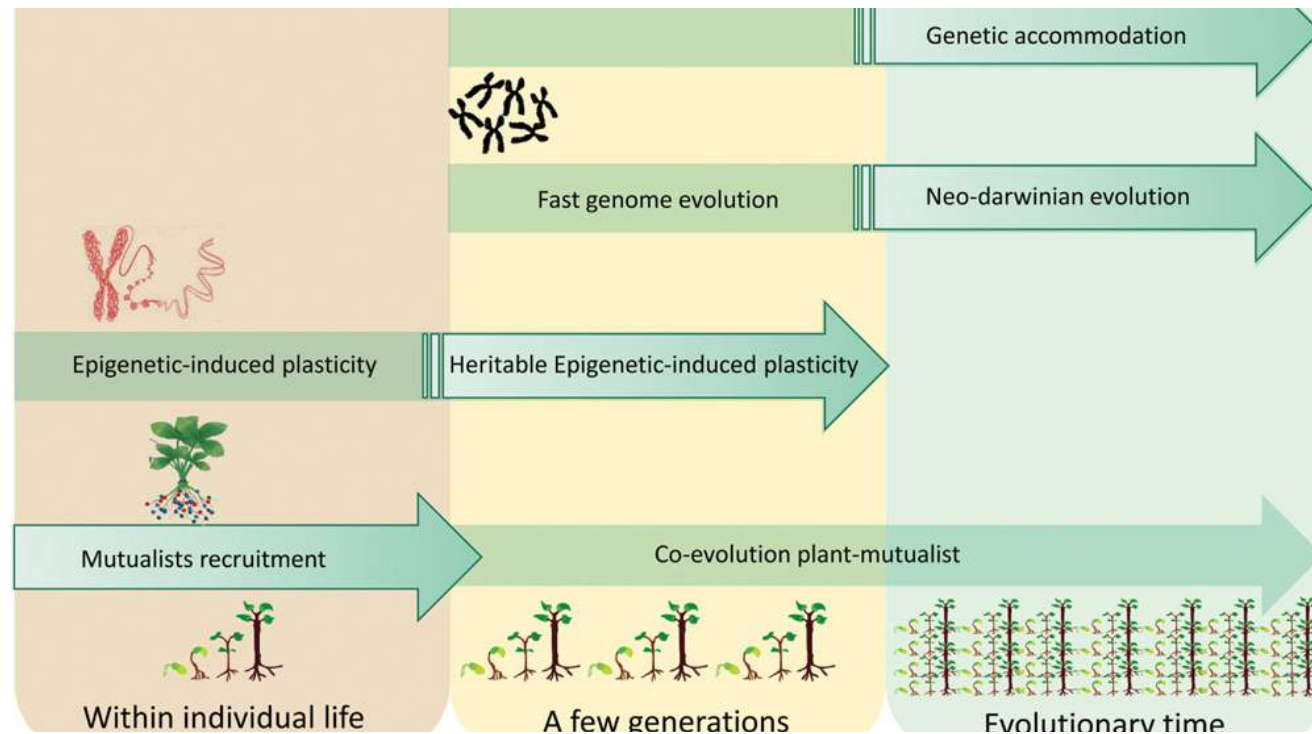 Genetic accommodation
Fast genome evolution
Neo-darwinian evolution
Epigenetic-induced plasticity
Heritable Epigenetic-induced plasticity
Mutualists recruitment
Co-evolution plant-mutualist
Within individual life
A few generations
Evolutionary time